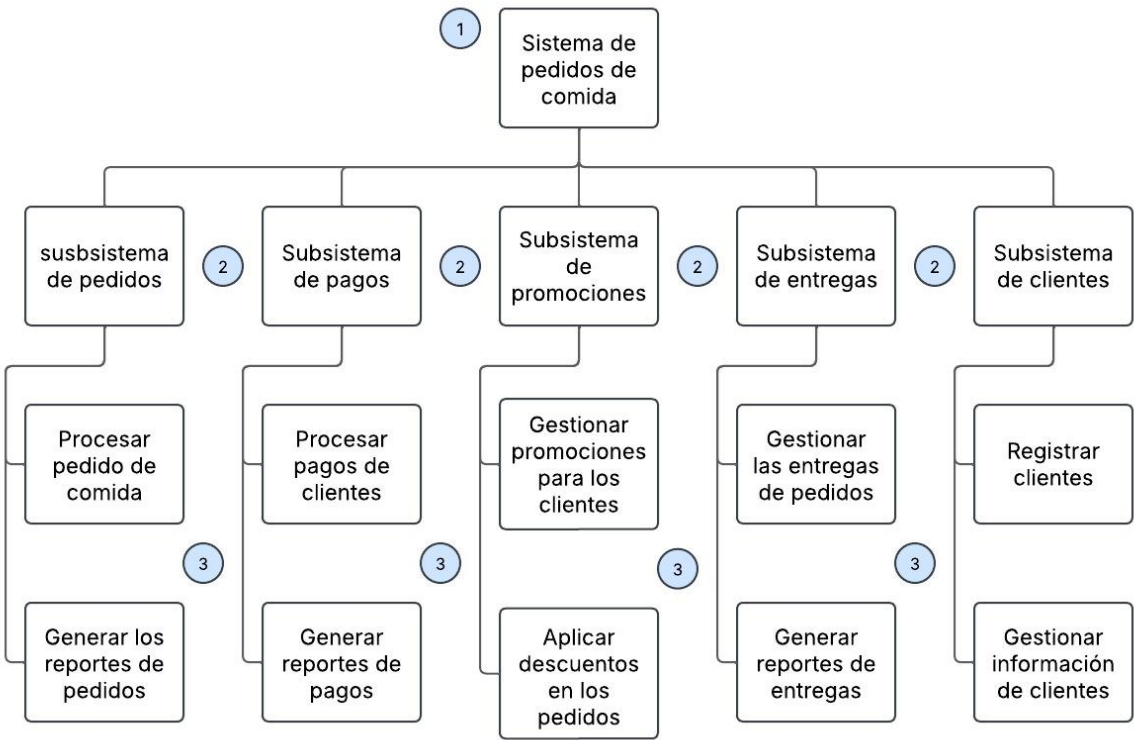 1
Sistema de
pedidos de
comida
susbsistema
de pedidos
2
Subsistema
de pagos
2
Subsistema
de
promociones
2
Subsistema
de entregas
2
Subsistema
de clientes
Procesar
pedido de
comida
Procesar
pagos de
clientes
Gestionar
promociones
para los
clientes
Gestionar
las entregas
de pedidos
Registrar
clientes
3
3
3
3
Generar los
reportes de
pedidos
Generar
reportes de
pagos
Aplicar
descuentos
en los
pedidos
Generar
reportes de
entregas
Gestionar
información
de clientes